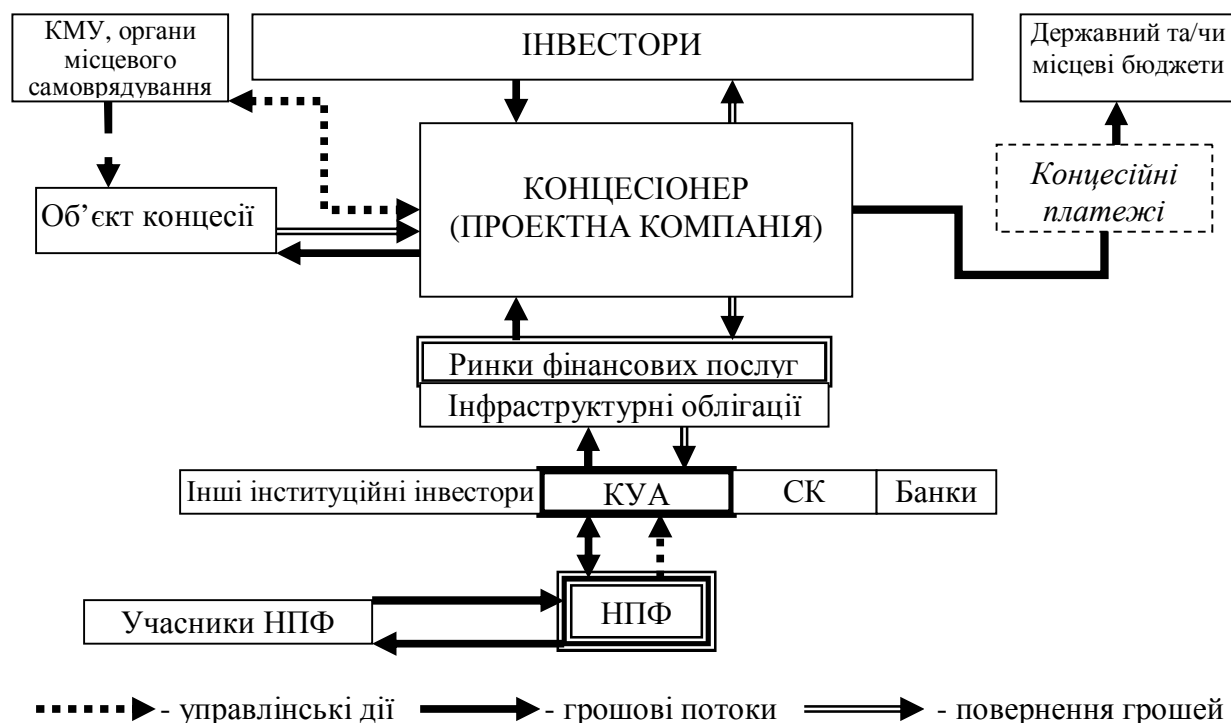 КМУ, органи
місцевого
самоврядування
ІНВЕСТОРИ
Державний та/чи
місцеві бюджети
Об’єкт концесії
КОНЦЕСІОНЕР
(ПРОЕКТНА КОМПАНІЯ)
Концесійні
платежі
Ринки фінансових послуг
Інфраструктурні облігації
Інші інституційні інвестори
КУА
СК
Банки
Учасники НПФ
НПФ
- управлінські дії
- грошові потоки
- повернення грошей